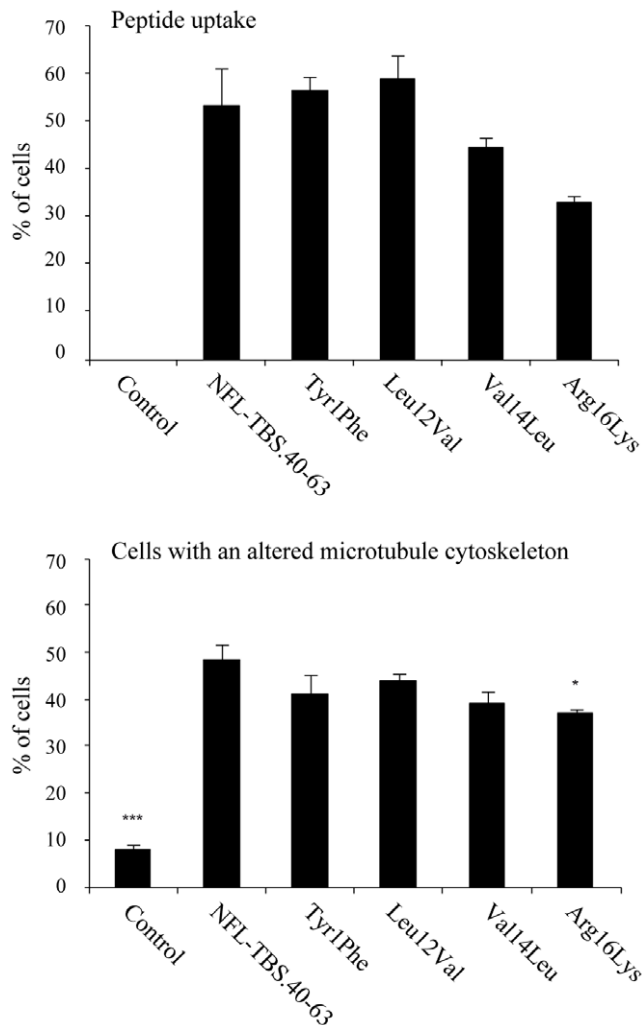 Peptide uptake
% of cells
70
60
50
40
30
20
10
0
Control
NFL-TBS.40-63
Tyr1Phe
Leu12Val
Val14Leu
Arg16Lys
Cells with an altered microtubule cytoskeleton
% of cells
70
60
50
40
30
20
10
0
***
*
Control
NFL-TBS.40-63
Tyr1Phe
Leu12Val
Val14Leu
Arg16Lys